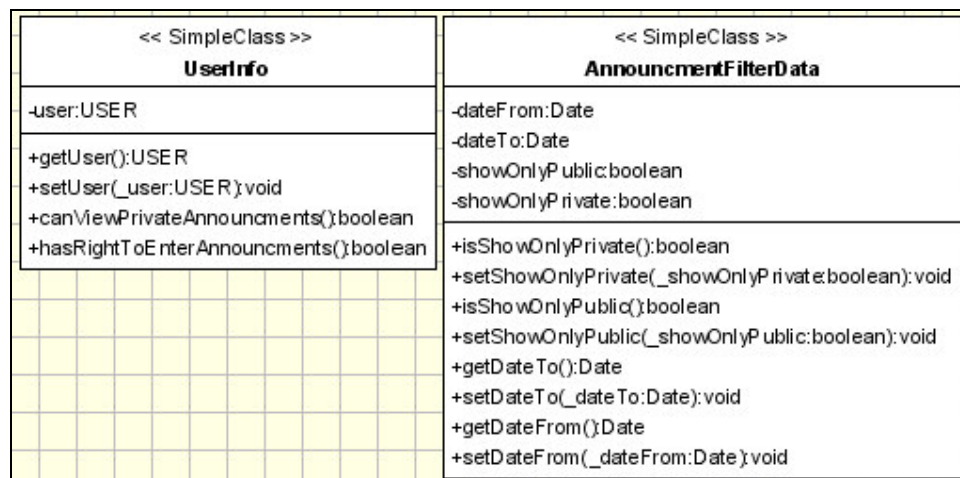 << SimpleClass >>
UserInfo
-user:USER
+getUser():USER
+setUser(_user:USER):void
+canViewPrivateAnnouncments():boolean
+hasRightToEnterAnnouncments():boolean
<< SimpleClass >>
AnnouncmentFilterData
-dateFrom:Date
-dateTo:Date
-showOnlyPublic:boolean
-showOnlyPrivate:boolean
+isShowOnlyPrivate():boolean
+setShowOnlyPrivate(_showOnlyPrivate:boolean):void
+isShowOnlyPublic():boolean
+setShowOnlyPublic(_showOnlyPublic:boolean):void
+getDateTo():Date
+setDateTo(_dateTo:Date):void
+getDateFrom():Date
+setDateFrom(_dateFrom:Date):void